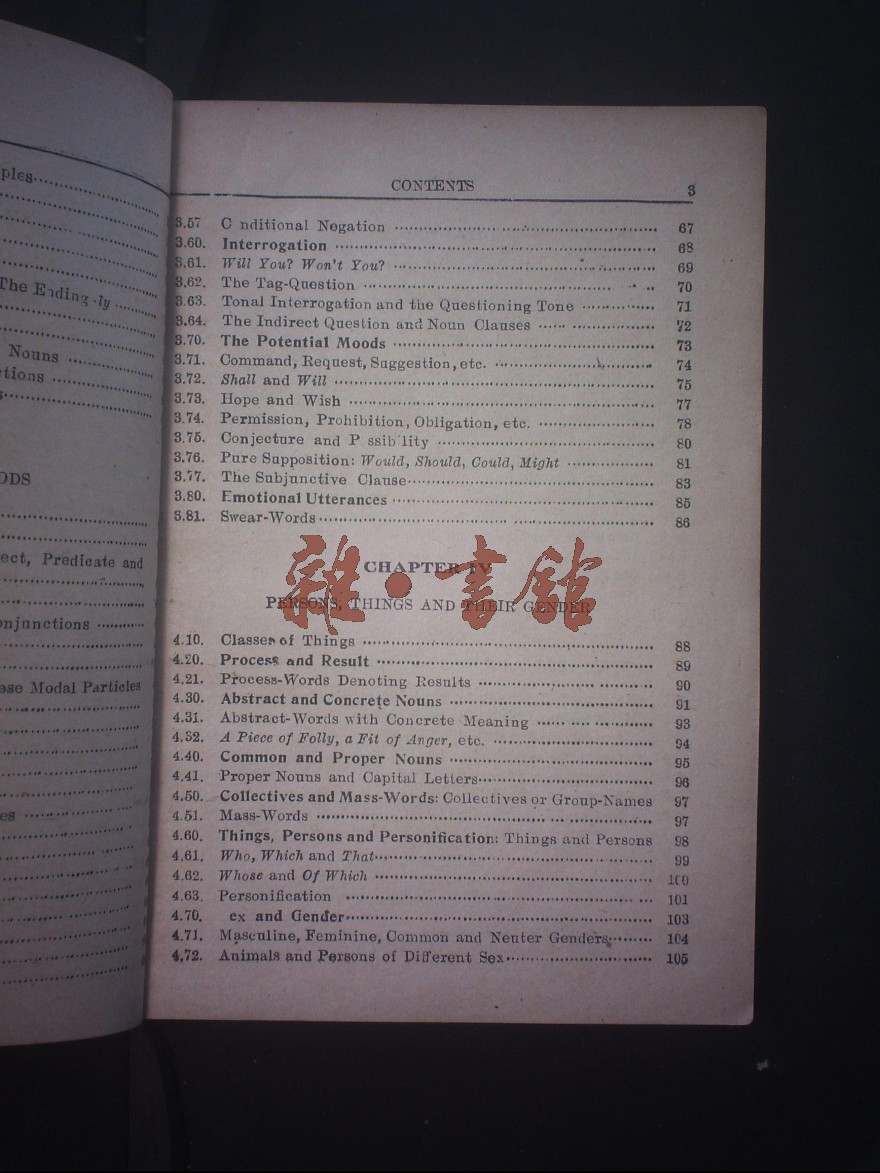 ples
The Ending -ly
Nouns
ctions
ODS
ect, Predicate and
onjunctions
ose Modal Particles
es
CONTENTS 3
3.57 C nditional Negation 67
3.60. Interrogation 68
3.61. Will You? Won't You? 69
3.62. The Tag-Question 70
3.63. Tonal Interrogation and the Questioning Tone 71
3.64. The Indirect Question and Noun Clauses 72
3.70. The Potential Moods 73
3.71. Command, Request, Suggestion, etc. 74
3.72. Shall and Will 75
3.73. Hope and Wish 77
3.74. Permission, Prohibition, Obligation, etc. 78
3.75. Conjecture and P ssib lity 80
3.76. Pure Supposition: Would, Should, Could, Might 81
3.77. The Subjunctive Clause 83
3.80. Emotional Utterances 85
3.81. Swear-Words 86
CHAPTER IV
雜·書館
PERSONS, THINGS AND THEIR GENDER
4.10. Classes of Things 88
4.20. Process and Result 89
4.21. Process-Words Denoting Results 90
4.30. Abstract and Concrete Nouns 91
4.31. Abstract-Words with Concrete Meaning 93
4.32. A Piece of Folly, a Fit of Anger, etc. 94
4.40. Common and Proper Nouns 95
4.41. Proper Nouns and Capital Letters 96
4.50. Collectives and Mass-Words: Collectives or Group-Names 97
4.51. Mass-Words 97
4.60. Things, Persons and Personification: Things and Persons 98
4.61. Who, Which and That 99
4.62. Whose and Of Which 100
4.63. Personification 101
4.70. ex and Gender 103
4.71. Masculine, Feminine, Common and Neuter Genders 104
4.72. Animals and Persons of Different Sex 105